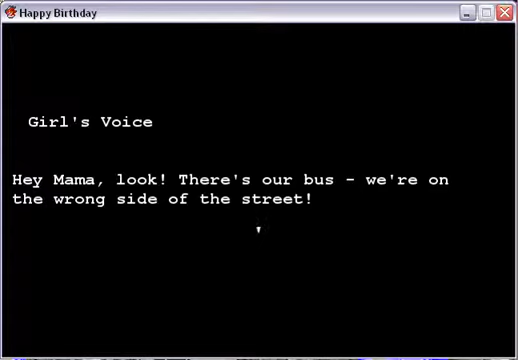 Happy Birthday
Girl's Voice
Hey Mama, look! There's our bus - we're on
the wrong side of the street!